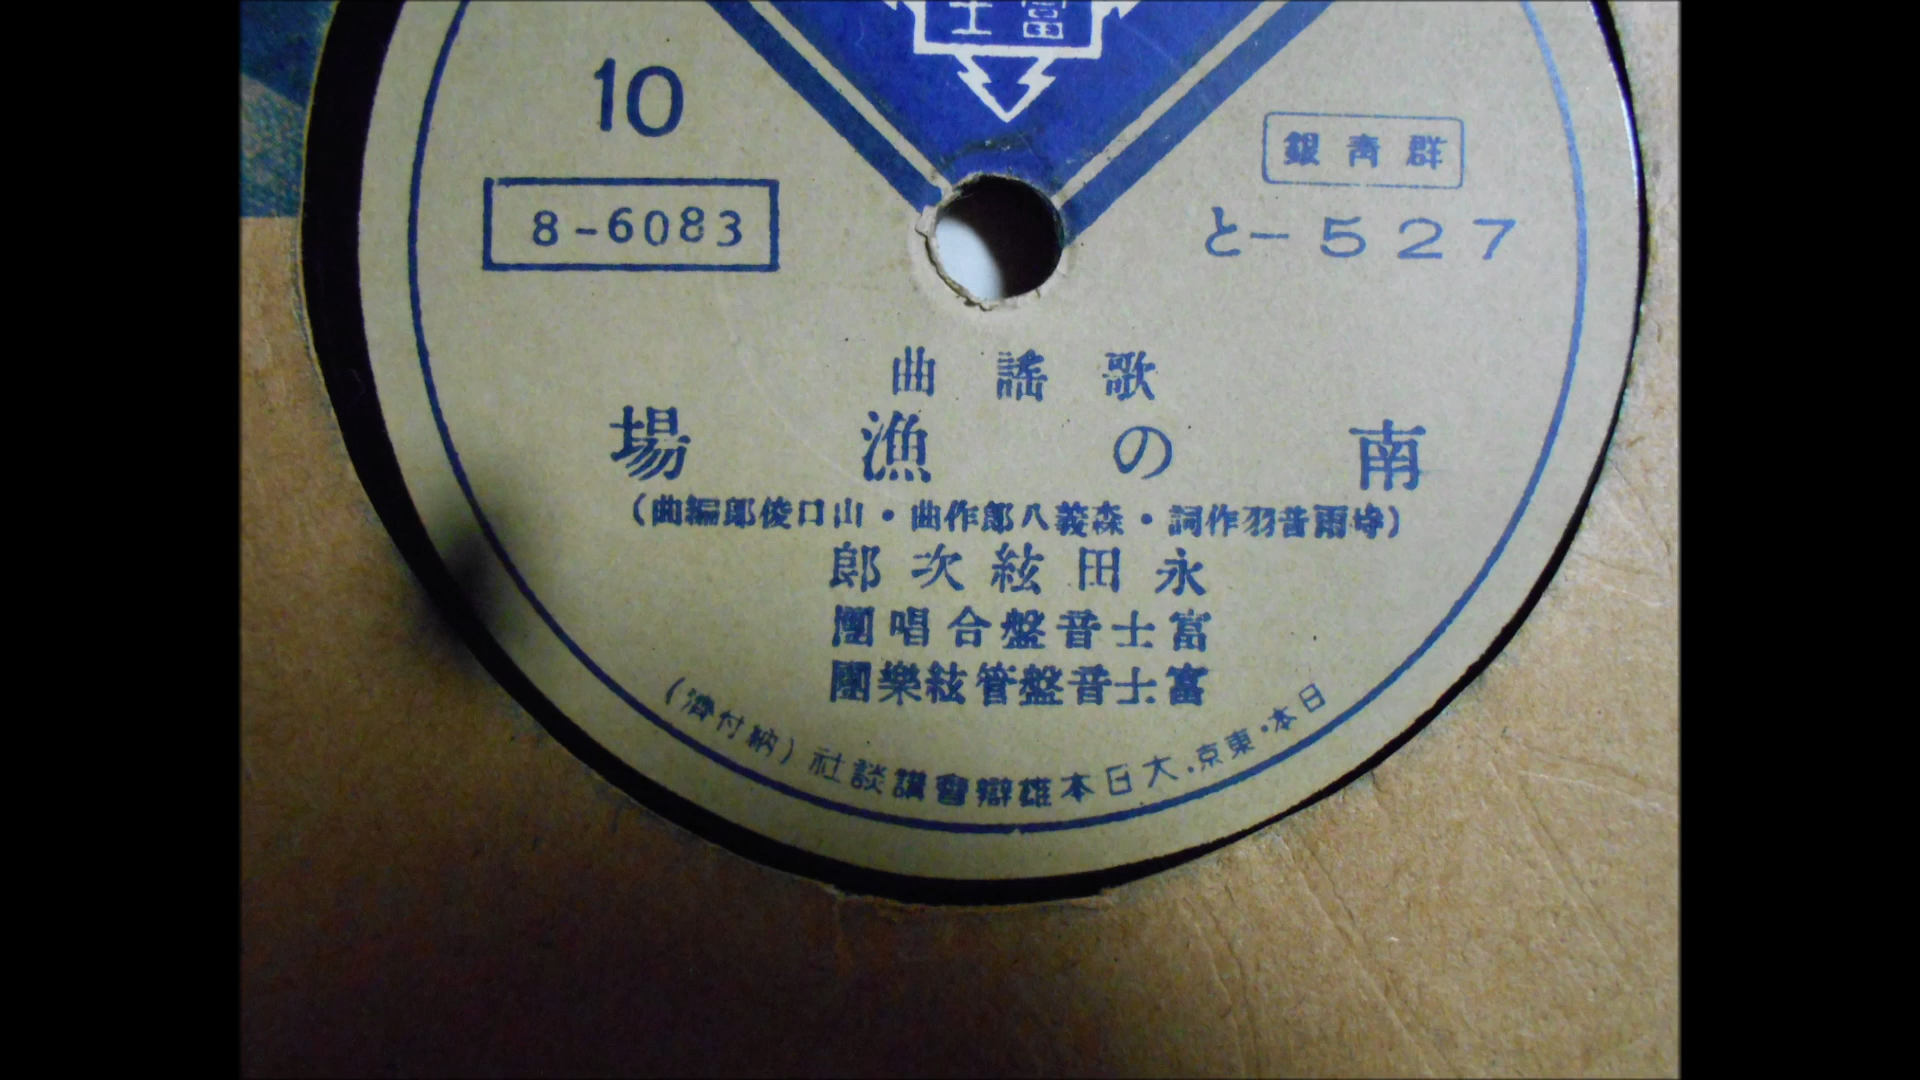 富士
10
群青銀
8-6083
と-527
歌謠曲
南の漁場
(時雨音羽作詞・森義八郎作曲・山口俊郎編曲)
永田絃次郎
富士音盤合唱團
富士音盤管絃樂團
日本・東京・大日本雄辯會講談社(納付濟)